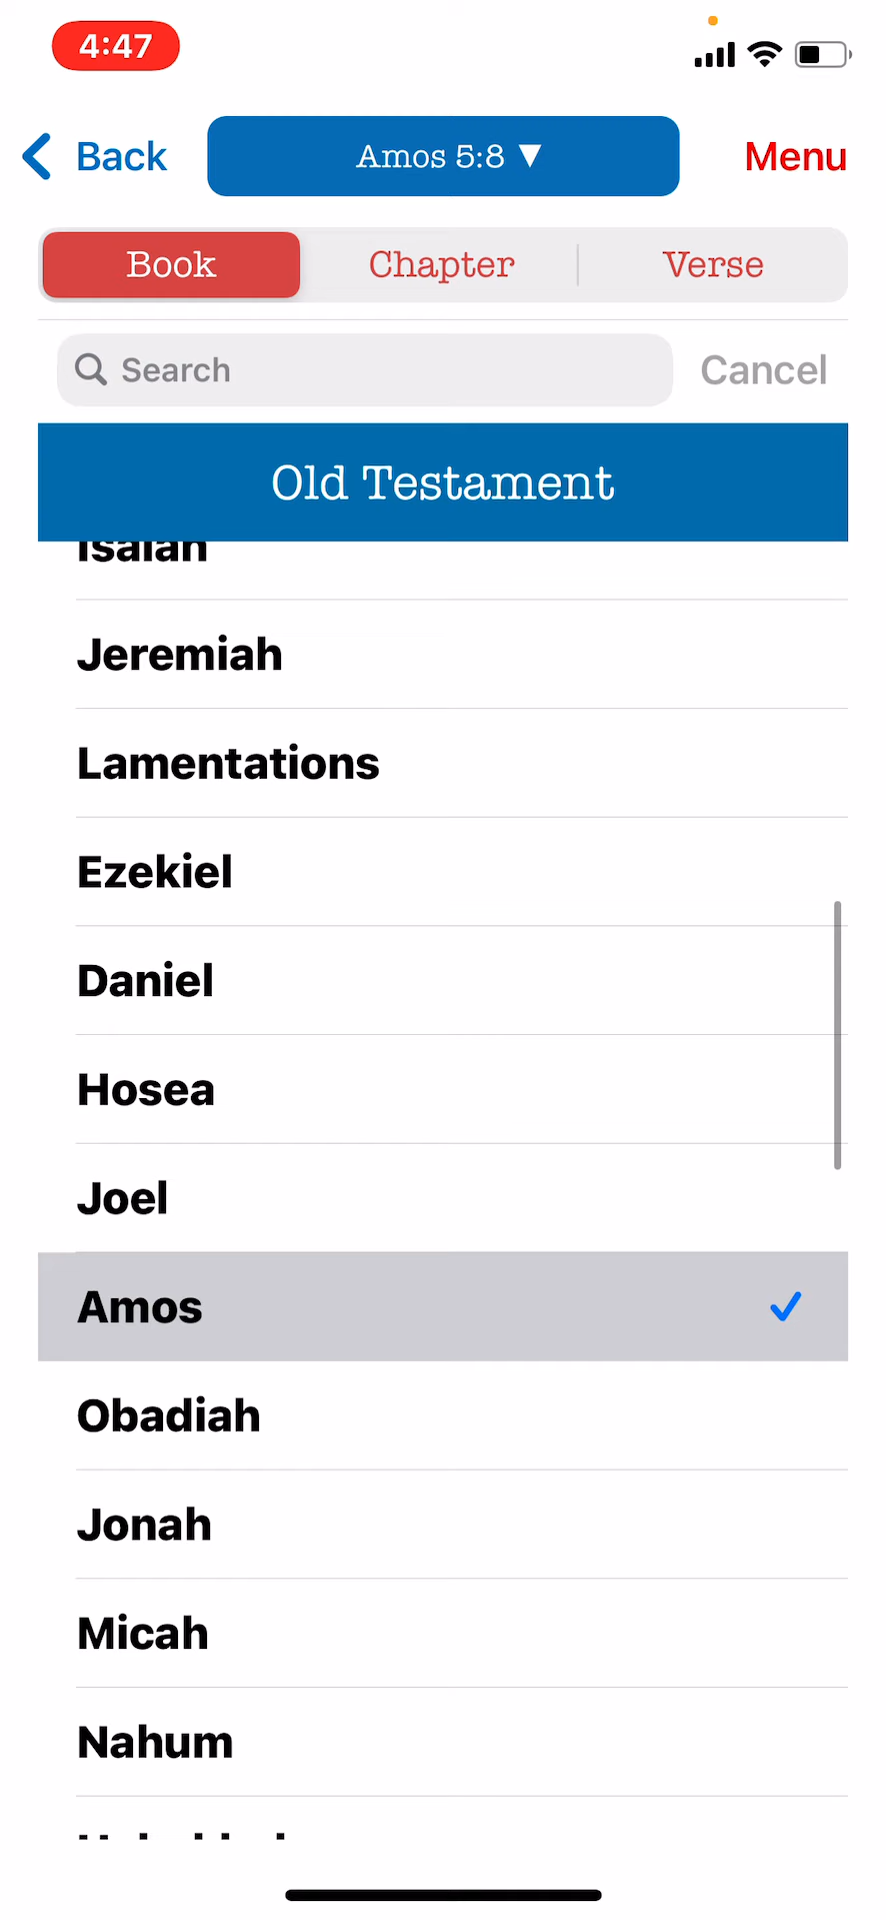 4:47
Back
Amos 5:8 ▼
Menu
Book
Chapter
Verse
Search
Cancel
Old Testament
Isaiah
Jeremiah
Lamentations
Ezekiel
Daniel
Hosea
Joel
Amos
Obadiah
Jonah
Micah
Nahum